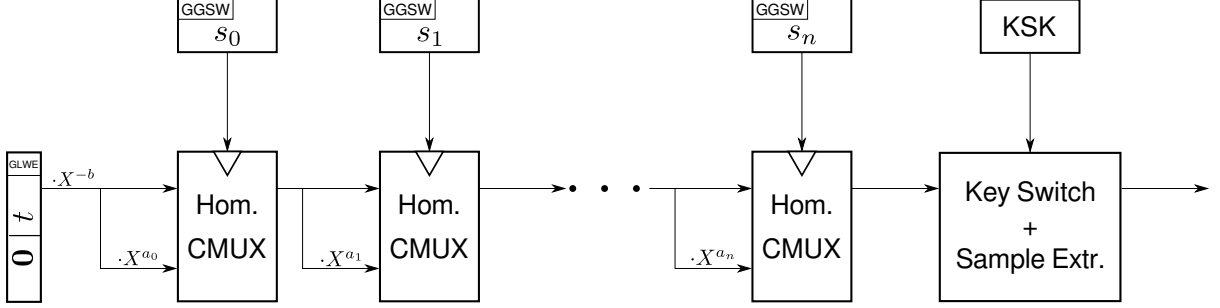 GGSW
s_0
GGSW
s_1
GGSW
s_n
KSK
GLWE
0 t
·X^{-b}
·X^{a_0}
Hom.
CMUX
·X^{a_1}
Hom.
CMUX
• • •
·X^{a_n}
Hom.
CMUX
Key Switch
+
Sample Extr.